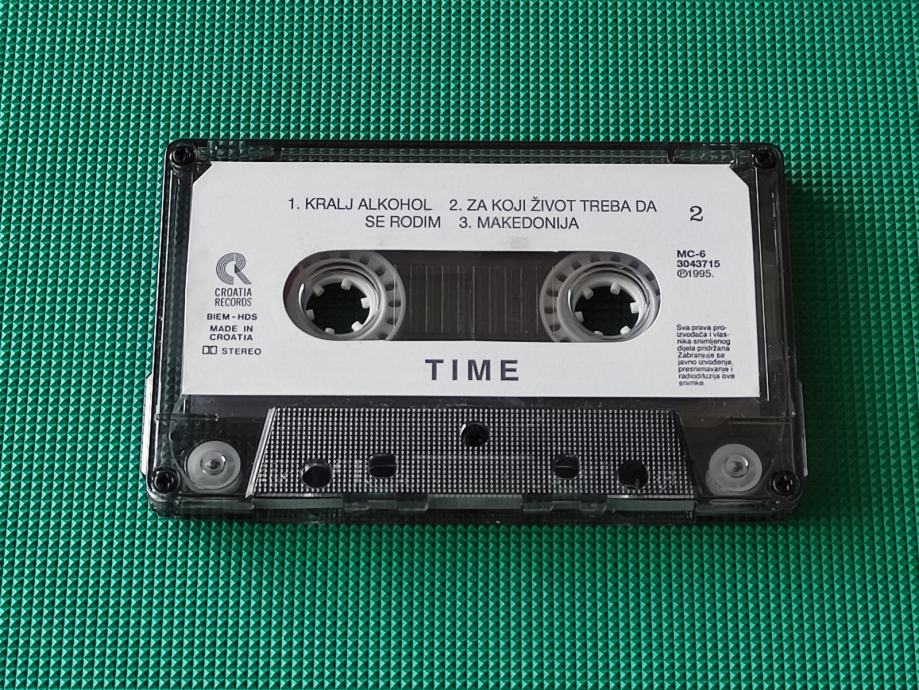 1. KRALJ ALKOHOL 2. ZA KOJI ŽIVOT TREBA DA
SE RODIM 3. MAKEDONIJA
2
CROATIA
RECORDS
BIEM-HDS
MADE IN
CROATIA
STEREO
MC-6
3043715
Ⓟ1995.
Sva prava pro-
izvođača i vlas-
nika snimljenog
djela pridržana
Zabranjuje se
javno izvođenje,
presnimavanje i
radiodifuzija ove
snimke.
TIME